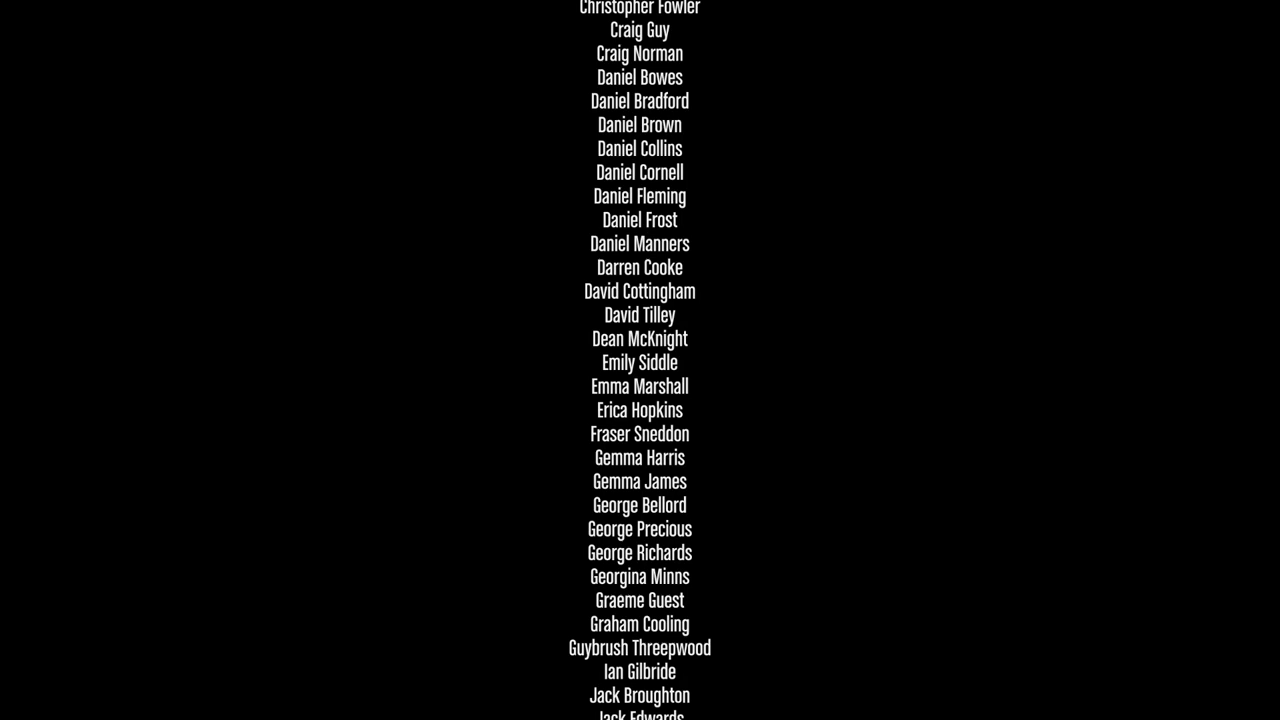 Christopher Fowler
Craig Guy
Craig Norman
Daniel Bowes
Daniel Bradford
Daniel Brown
Daniel Collins
Daniel Cornell
Daniel Fleming
Daniel Frost
Daniel Manners
Darren Cooke
David Cottingham
David Tilley
Dean McKnight
Emily Siddle
Emma Marshall
Erica Hopkins
Fraser Sneddon
Gemma Harris
Gemma James
George Bellord
George Precious
George Richards
Georgina Minns
Graeme Guest
Graham Cooling
Guybrush Threepwood
Ian Gilbride
Jack Broughton
Jack Edwards